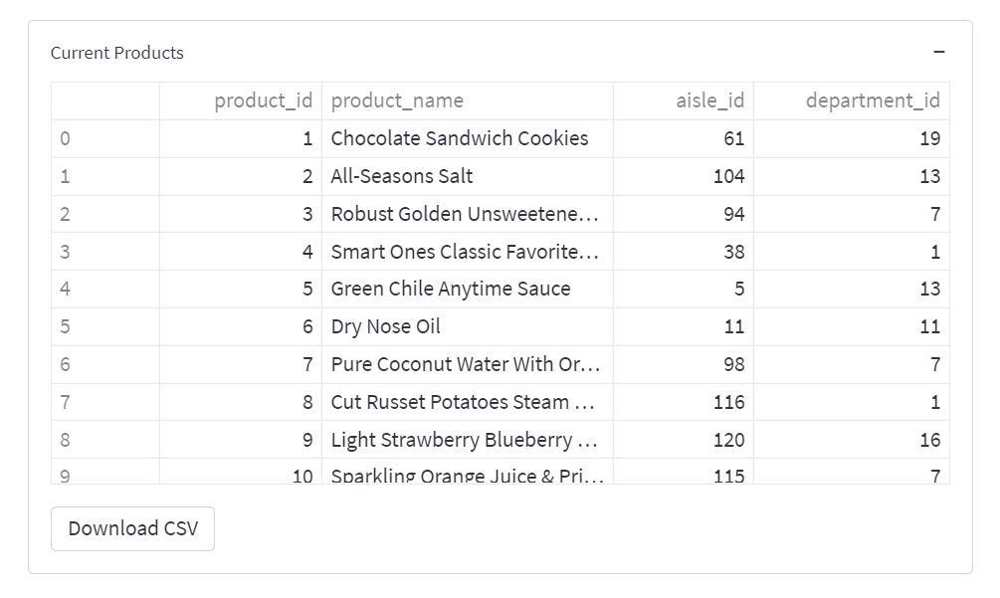 Current Products
product_id product_name aisle_id department_id
0 1 Chocolate Sandwich Cookies 61 19
1 2 All-Seasons Salt 104 13
2 3 Robust Golden Unsweetene... 94 7
3 4 Smart Ones Classic Favorite... 38 1
4 5 Green Chile Anytime Sauce 5 13
5 6 Dry Nose Oil 11 11
6 7 Pure Coconut Water With Or... 98 7
7 8 Cut Russet Potatoes Steam ... 116 1
8 9 Light Strawberry Blueberry ... 120 16
9 10 Sparkling Orange Juice & Pri... 115 7
Download CSV